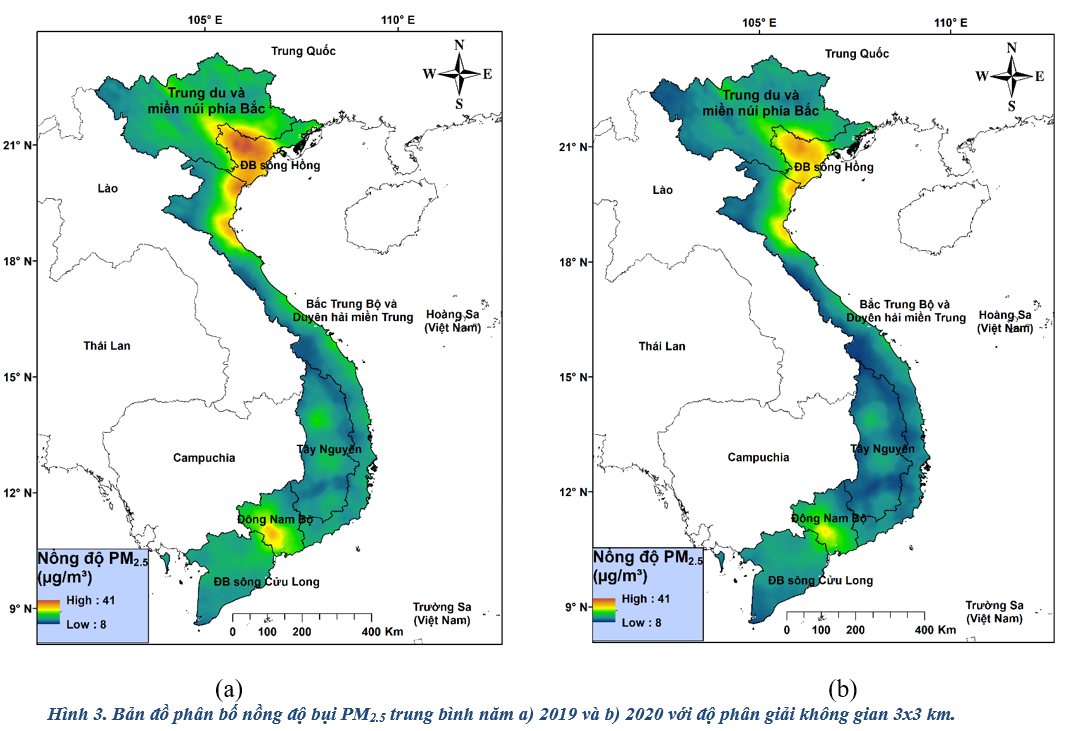 105° E
110° E
Trung Quốc
N
W E
S
Trung du và
miền núi phía Bắc
21° N
ĐB sông Hồng
Lào
18° N
Bắc Trung Bộ và
Duyên hải miền Trung
Hoàng Sa
(Việt Nam)
Thái Lan
15° N
Tây Nguyên
Campuchia
12° N
Đông Nam Bộ
Nồng độ PM2.5
(µg/m³)
High : 41
Low : 8
ĐB sông Cửu Long
9° N
Trường Sa
(Việt Nam)
0 100 200 400 Km
(a)
105° E
110° E
Trung Quốc
N
W E
S
Trung du và
miền núi phía Bắc
21° N
ĐB sông Hồng
Lào
18° N
Bắc Trung Bộ và
Duyên hải miền Trung
Hoàng Sa
(Việt Nam)
Thái Lan
15° N
Tây Nguyên
Campuchia
12° N
Đông Nam Bộ
Nồng độ PM2.5
(µg/m³)
High : 41
Low : 8
ĐB sông Cửu Long
9° N
Trường Sa
(Việt Nam)
0 100 200 400 Km
(b)
Hình 3. Bản đồ phân bố nồng độ bụi PM2.5 trung bình năm a) 2019 và b) 2020 với độ phân giải không gian 3x3 km.